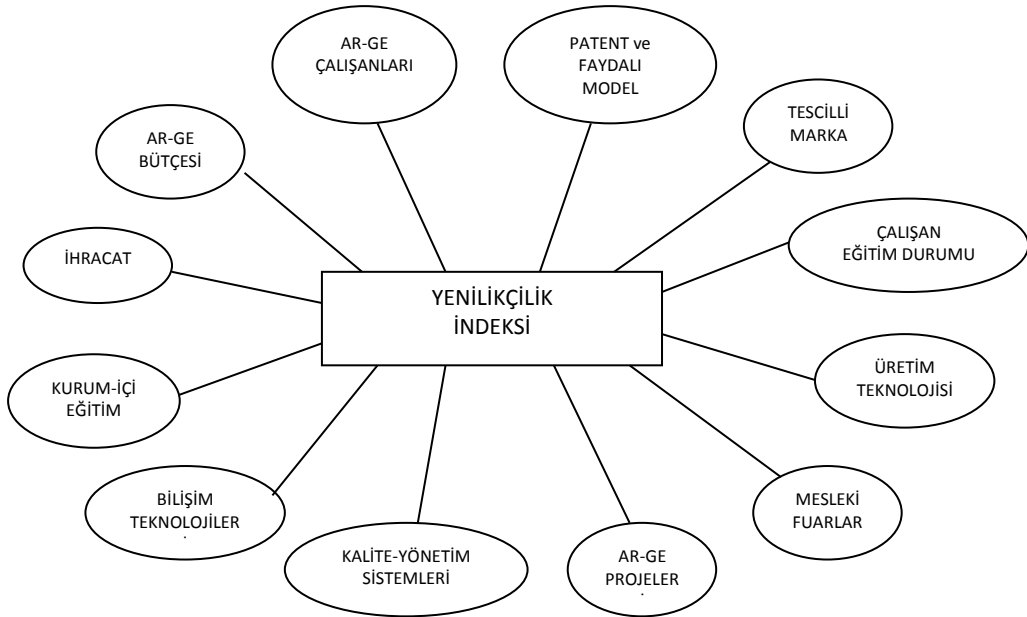 AR-GE
ÇALIŞANLARI
PATENT ve
FAYDALI
MODEL
TESCİLLİ
MARKA
AR-GE
BÜTÇESİ
ÇALIŞAN
EĞİTİM DURUMU
İHRACAT
YENİLİKÇİLİK
İNDEKSİ
ÜRETİM
TEKNOLOJİSİ
KURUM-İÇİ
EĞİTİM
BİLİŞİM
TEKNOLOJİLER
MESLEKİ
FUARLAR
KALİTE-YÖNETİM
SİSTEMLERİ
AR-GE
PROJELER